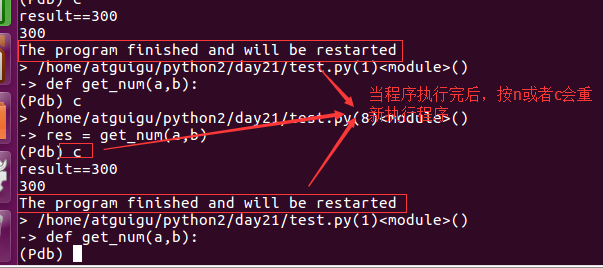 (Pdb) c
result==300
300
The program finished and will be restarted
> /home/atguigu/python2/day21/test.py(1)<module>()
-> def get_num(a,b):
(Pdb) c
> /home/atguigu/python2/day21/test.py(8)<module>()
-> res = get_num(a,b)
(Pdb) c
result==300
300
The program finished and will be restarted
> /home/atguigu/python2/day21/test.py(1)<module>()
-> def get_num(a,b):
(Pdb)
当程序执行完后，按n或者c会重
新执行程序